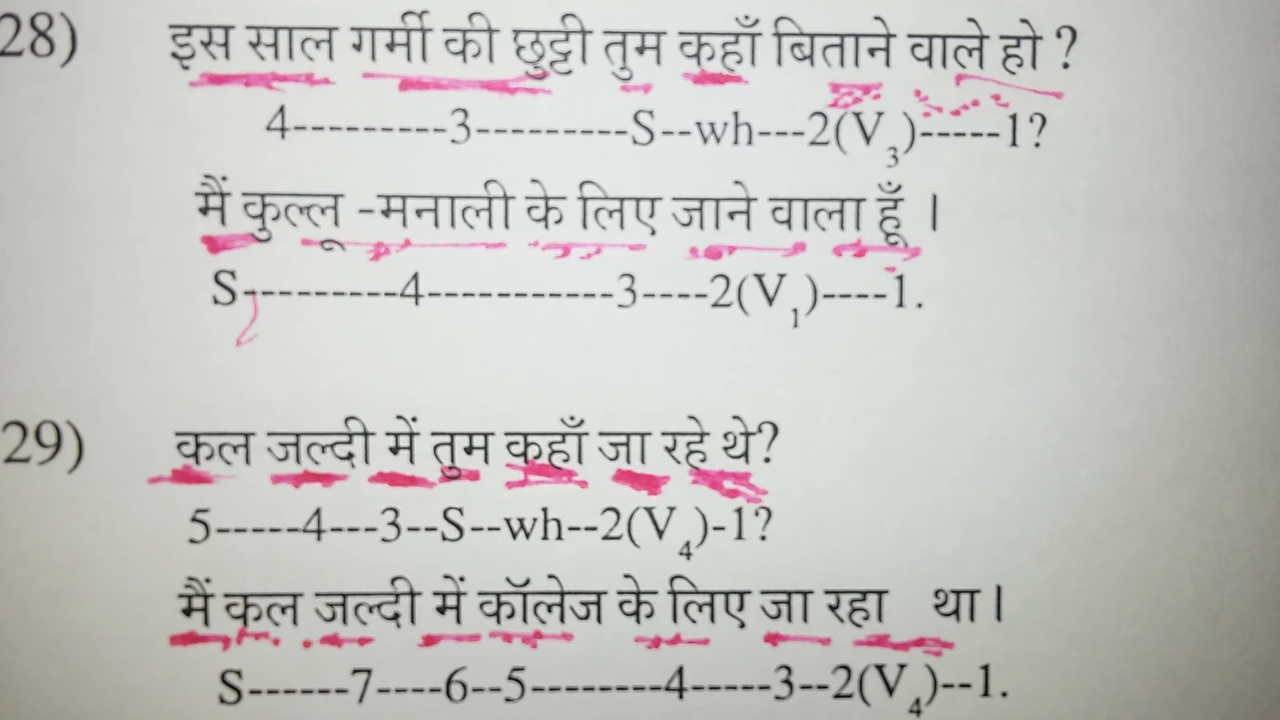 28) इस साल गर्मी की छुट्टी तुम कहाँ बिताने वाले हो ?
4---------3---------S--wh---2(V₃)-----1?
मैं कुल्लू -मनाली के लिए जाने वाला हूँ ।
S----------4-----------3----2(V₁)----1.
29) कल जल्दी में तुम कहाँ जा रहे थे?
5-----4---3--S--wh--2(V₄)-1?
मैं कल जल्दी में कॉलेज के लिए जा रहा था ।
S------7----6--5--------4-----3--2(V₄)--1.